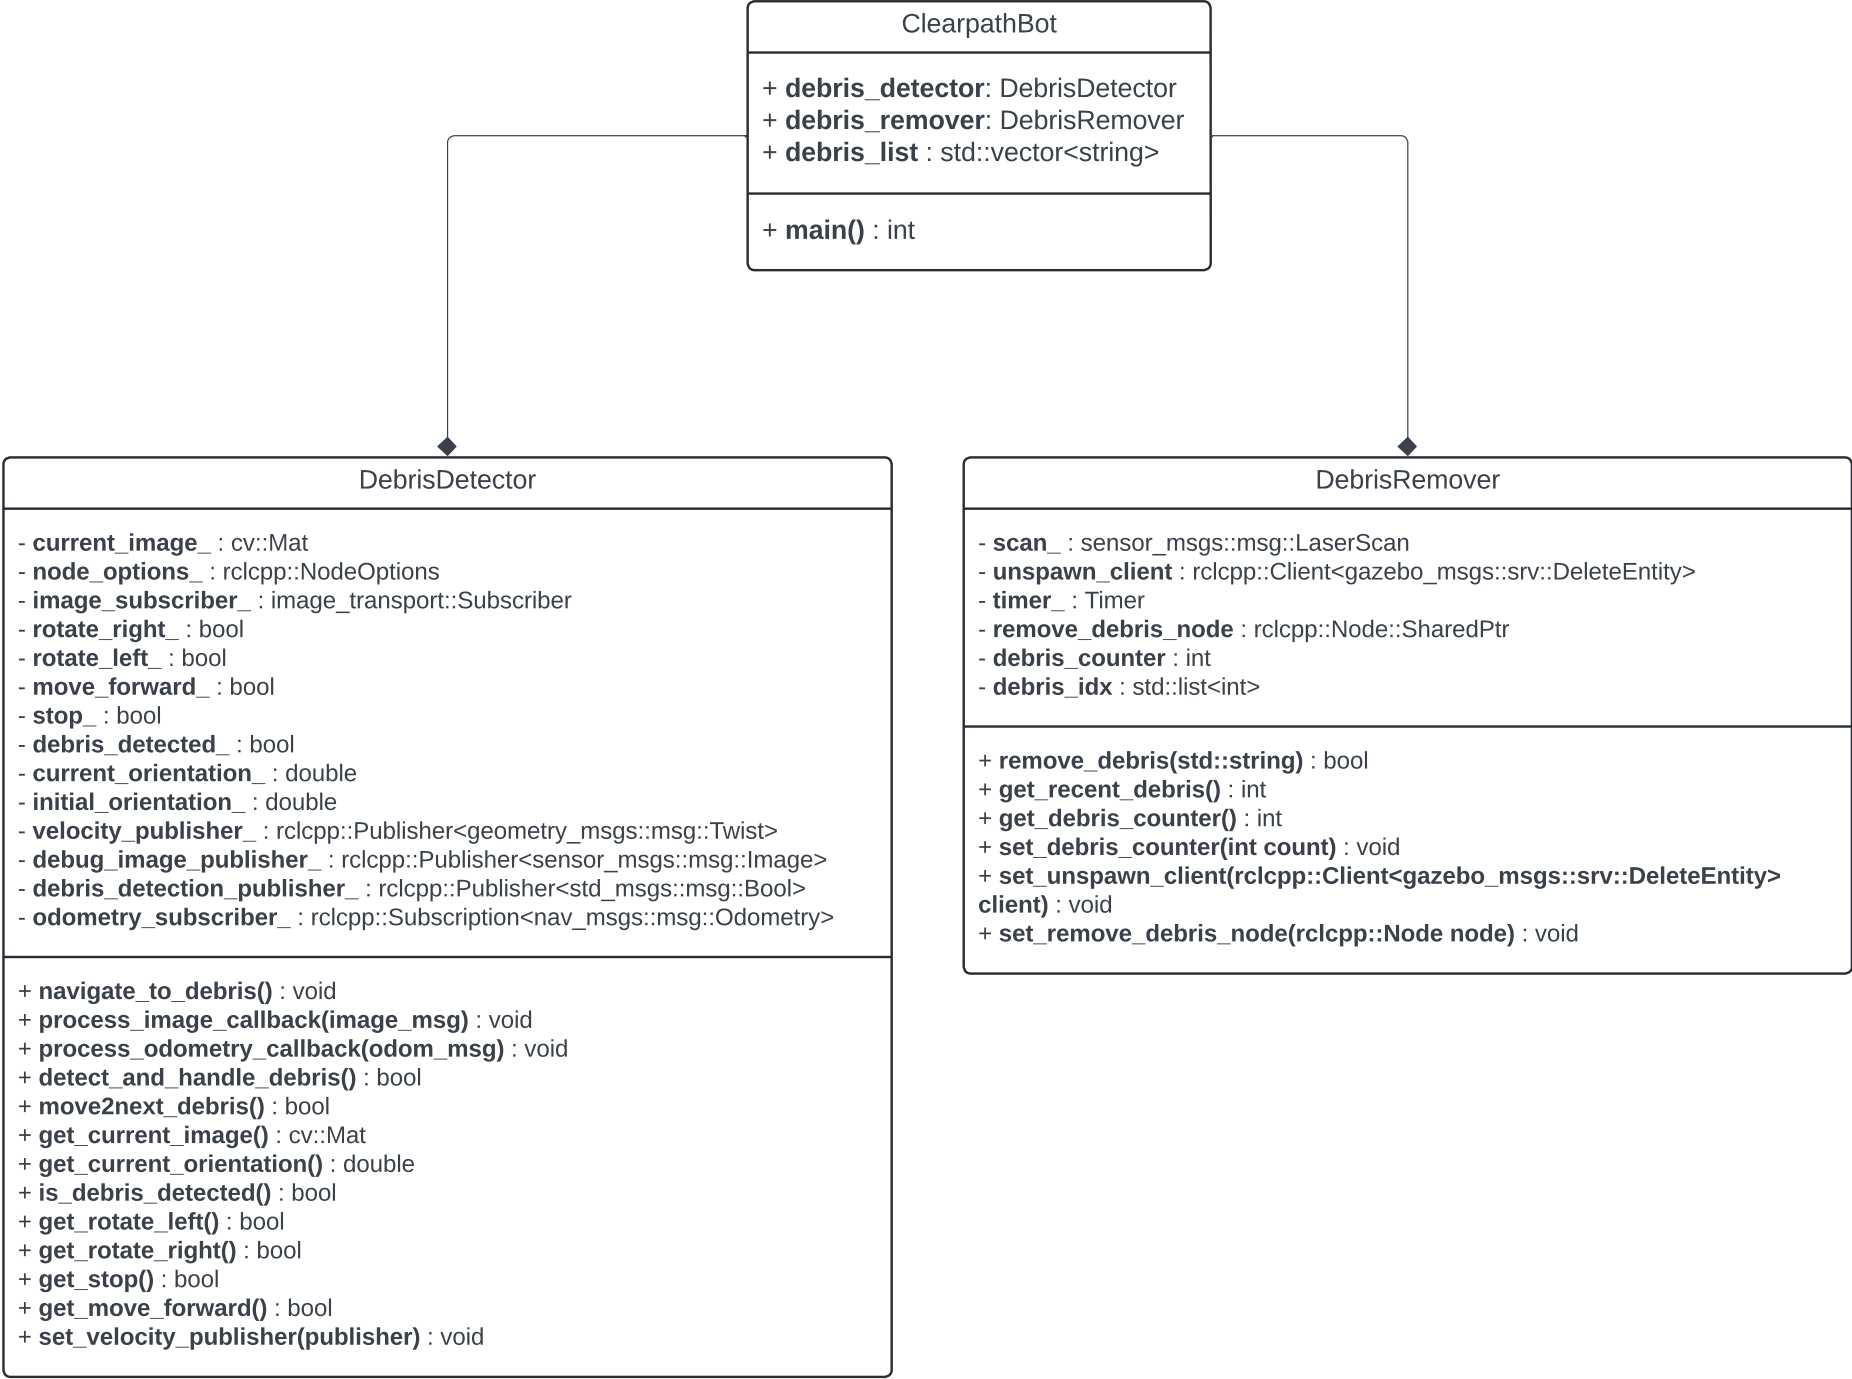 ClearpathBot
+ debris_detector: DebrisDetector
+ debris_remover: DebrisRemover
+ debris_list : std::vector<string>
+ main() : int
DebrisDetector
- current_image_ : cv::Mat
- node_options_ : rclcpp::NodeOptions
- image_subscriber_ : image_transport::Subscriber
- rotate_right_ : bool
- rotate_left_ : bool
- move_forward_ : bool
- stop_ : bool
- debris_detected_ : bool
- current_orientation_ : double
- initial_orientation_ : double
- velocity_publisher_ : rclcpp::Publisher<geometry_msgs::msg::Twist>
- debug_image_publisher_ : rclcpp::Publisher<sensor_msgs::msg::Image>
- debris_detection_publisher_ : rclcpp::Publisher<std_msgs::msg::Bool>
- odometry_subscriber_ : rclcpp::Subscription<nav_msgs::msg::Odometry>
+ navigate_to_debris() : void
+ process_image_callback(image_msg) : void
+ process_odometry_callback(odom_msg) : void
+ detect_and_handle_debris() : bool
+ move2next_debris() : bool
+ get_current_image() : cv::Mat
+ get_current_orientation() : double
+ is_debris_detected() : bool
+ get_rotate_left() : bool
+ get_rotate_right() : bool
+ get_stop() : bool
+ get_move_forward() : bool
+ set_velocity_publisher(publisher) : void
DebrisRemover
- scan_ : sensor_msgs::msg::LaserScan
- unspawn_client : rclcpp::Client<gazebo_msgs::srv::DeleteEntity>
- timer_ : Timer
- remove_debris_node : rclcpp::Node::SharedPtr
- debris_counter : int
- debris_idx : std::list<int>
+ remove_debris(std::string) : bool
+ get_recent_debris() : int
+ get_debris_counter() : int
+ set_debris_counter(int count) : void
+ set_unspawn_client(rclcpp::Client<gazebo_msgs::srv::DeleteEntity>
client) : void
+ set_remove_debris_node(rclcpp::Node node) : void